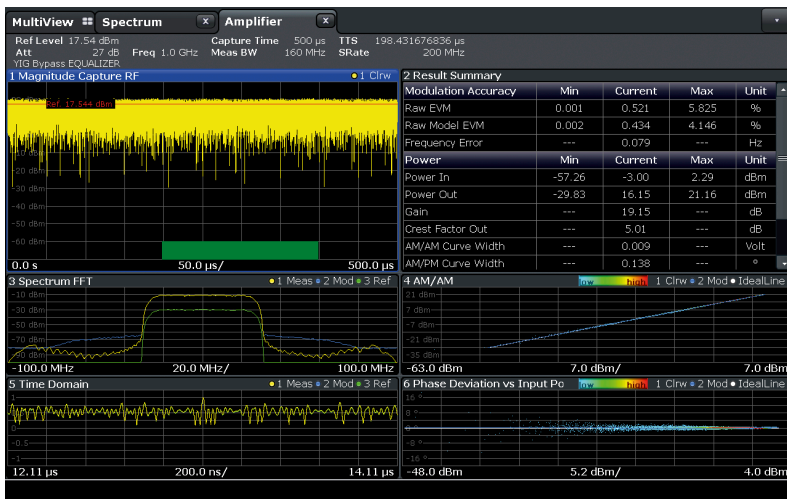 MultiView Spectrum x Amplifier x
Ref Level 17.54 dBm Capture Time 500 µs TTS 198.431676836 µs
Att 27 dB Freq 1.0 GHz Meas BW 160 MHz SRate 200 MHz
YIG Bypass EQUALIZER
1 Magnitude Capture RF 1 Clrw
Ref. 17.544 dBm
-20 dBm
-30 dBm
-50 dBm
-60 dBm
0.0 s 50.0 µs/ 500.0 µs
2 Result Summary
Modulation Accuracy Min Current Max Unit
Raw EVM 0.001 0.521 5.825 %
Raw Model EVM 0.002 0.434 4.146 %
Frequency Error --- 0.079 --- Hz
Power Min Current Max Unit
Power In -57.26 -3.00 2.29 dBm
Power Out -29.83 16.15 21.16 dBm
Gain --- 19.15 --- dB
Crest Factor Out --- 5.01 --- dB
AM/AM Curve Width --- 0.009 --- Volt
AM/PM Curve Width --- 0.138 --- °
3 Spectrum FFT 1 Meas 2 Mod 3 Ref
-10 dBm
-30 dBm
-50 dBm
-70 dBm
-100.0 MHz 20.0 MHz/ 100.0 MHz
4 AM/AM low high 1 Clrw 2 Mod IdealLine
21 dBm
7 dBm
-7 dBm
-21 dBm
-35 dBm
-63.0 dBm 7.0 dBm/ 7.0 dBm
5 Time Domain 1 Meas 2 Mod 3 Ref
1
-0.5
-1
12.11 µs 200.0 ns/ 14.11 µs
6 Phase Deviation vs Input Po low high 1 Clrw 2 Mod IdealLine
16 °
8 °
-8 °
-16 °
-48.0 dBm 5.2 dBm/ 4.0 dBm